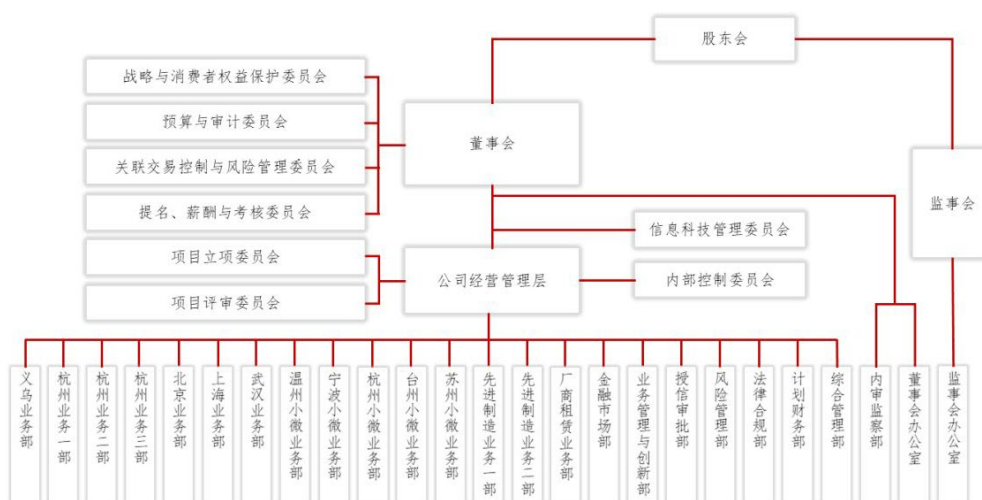 股东会
战略与消费者权益保护委员会
预算与审计委员会
董事会
关联交易控制与风险管理委员会
提名、薪酬与考核委员会
监事会
信息科技管理委员会
项目立项委员会
公司经营管理层
内部控制委员会
项目评审委员会
义乌业务部
杭州业务一部
杭州业务二部
杭州业务三部
北京业务部
上海业务部
武汉业务部
温州小微业务部
宁波小微业务部
杭州小微业务部
台州小微业务部
苏州小微业务部
先进制造业务一部
先进制造业务二部
厂商租赁业务部
金融市场部
业务管理与创新部
授信审批部
风险管理部
法律合规部
计划财务部
综合管理部
内审监察部
董事会办公室
监事会办公室